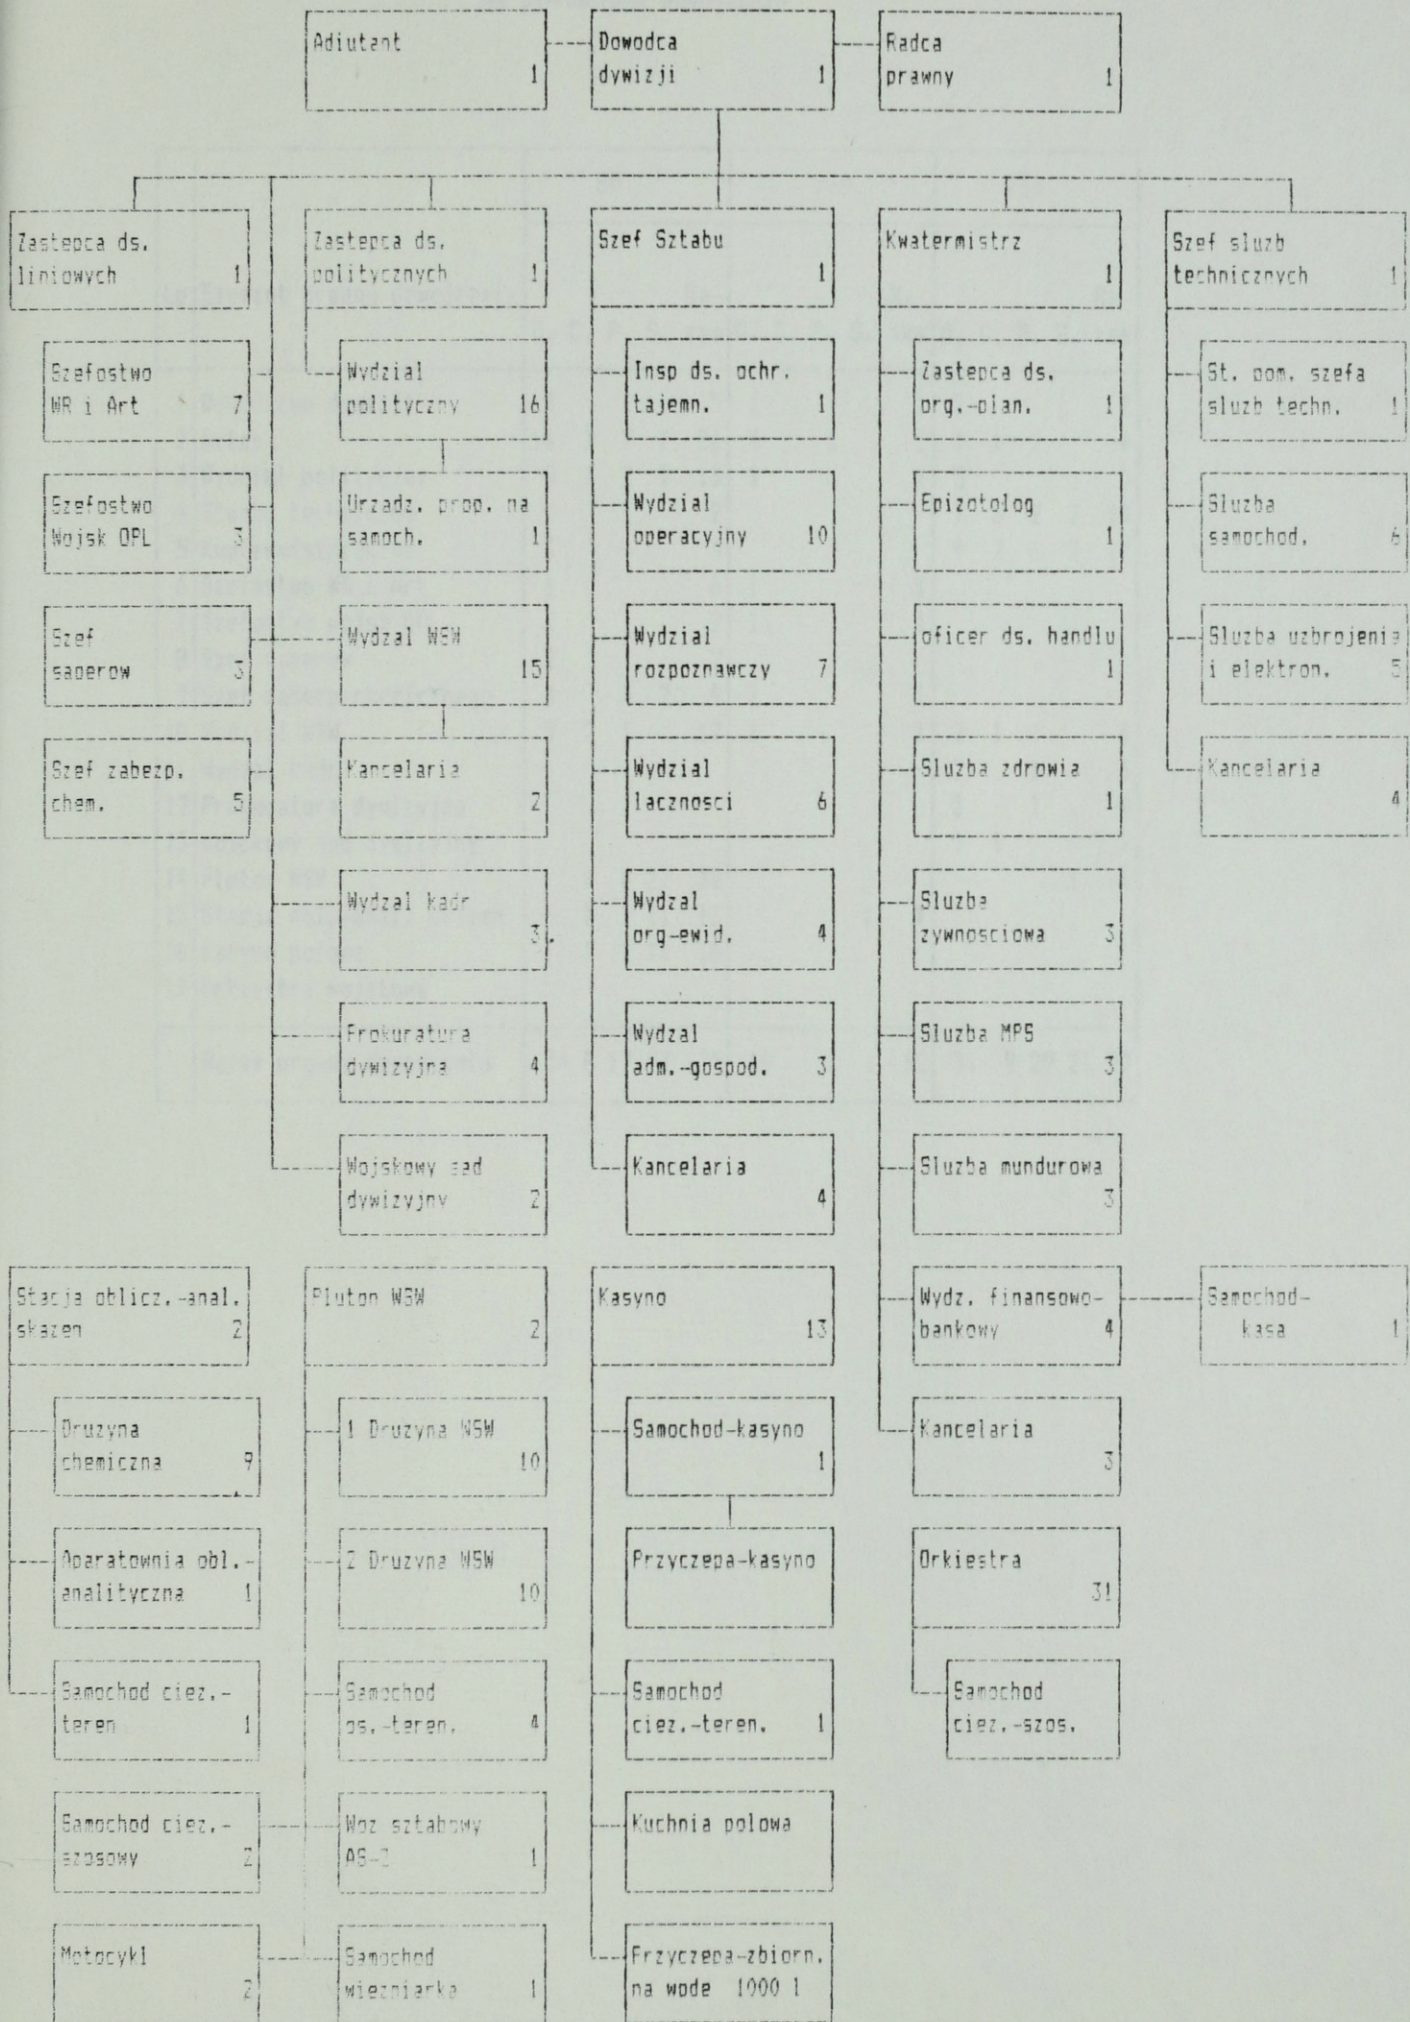 Adiutant
1
Dowodca
dywizji 1
Radca
prawny 1
Zastepca ds.
liniowych 1
Zastepca ds.
politycznych 1
Szef Sztabu
1
Kwatermistrz
1
Szef sluzb
technicznych 1
Szefostwo
WR i Art 7
Wydzial
polityczny 16
Insp ds. ochr.
tajemn. 1
Zastepca ds.
org.-plan. 1
St. pom. szefa
sluzb techn. 1
Szefostwo
Wojsk OPL 3
Urzadz. prop. na
samoch. 1
Wydzial
operacyjny 10
Epizotolog
1
Sluzba
samochod. 6
Szef
saperow 3
Wydzal WSW
15
Wydzial
rozpoznawczy 7
oficer ds. handlu
1
Sluzba uzbrojenia
i elektron. 5
Szef zabezp.
chem. 5
Kancelaria
2
Wydzial
lacznosci 6
Sluzba zdrowia
1
Kancelaria
4
Wydzal kadr
3.
Wydzal
org-ewid. 4
Sluzba
zywnosciowa 3
Prokuratura
dywizyjna 4
Wydzal
adm.-gospod. 3
Sluzba MPS
3
Wojskowy sad
dywizyjny 2
Kancelaria
4
Sluzba mundurowa
3
Stacja oblicz.-anal.
skazen 2
Pluton WSW
2
Kasyno
13
Wydz. finansowo-
bankowy 4
Samochod-
kasa 1
Druzyna
chemiczna 9
1 Druzyna WSW
10
Samochod-kasyno
1
Kancelaria
3
Aparatownia obl.-
analityczna 1
2 Druzyna WSW
10
Przyczepa-kasyno
Orkiestra
31
Samochod ciez.-
teren 1
Samochod
os.-teren. 4
Samochod
ciez.-teren. 1
Samochod
ciez.-szos.
Samochod ciez.-
szosowy 2
Woz sztabowy
1
Kuchnia polowa
Motocykl
2
Samochod
wiezniarka 1
Przyczepa-zbiorn.
na wode 1000 l